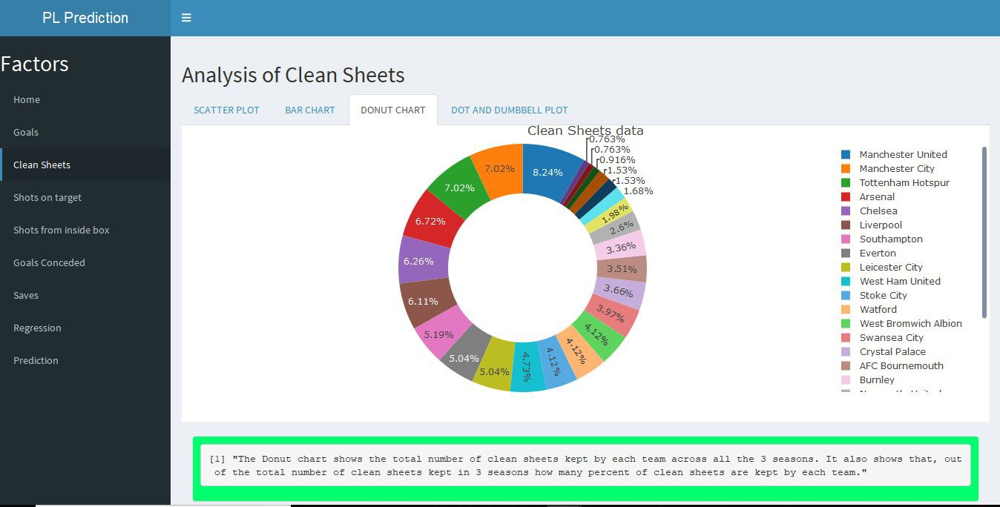 PL Prediction
Factors
Home
Goals
Clean Sheets
Shots on target
Shots from inside box
Goals Conceded
Saves
Regression
Prediction
Analysis of Clean Sheets
SCATTER PLOT
BAR CHART
DONUT CHART
DOT AND DUMBBELL PLOT
Clean Sheets data
8.24%
7.02%
7.02%
6.72%
6.26%
6.11%
5.19%
5.04%
5.04%
4.73%
4.12%
4.12%
4.12%
3.97%
3.66%
3.51%
3.36%
2.6%
1.98%
1.68%
1.53%
1.53%
0.916%
0.763%
0.763%
Manchester United
Manchester City
Tottenham Hotspur
Arsenal
Chelsea
Liverpool
Southampton
Everton
Leicester City
West Ham United
Stoke City
Watford
West Bromwich Albion
Swansea City
Crystal Palace
AFC Bournemouth
Burnley
[1] "The Donut chart shows the total number of clean sheets kept by each team across all the 3 seasons. It also shows that, out
of the total number of clean sheets kept in 3 seasons how many percent of clean sheets are kept by each team."